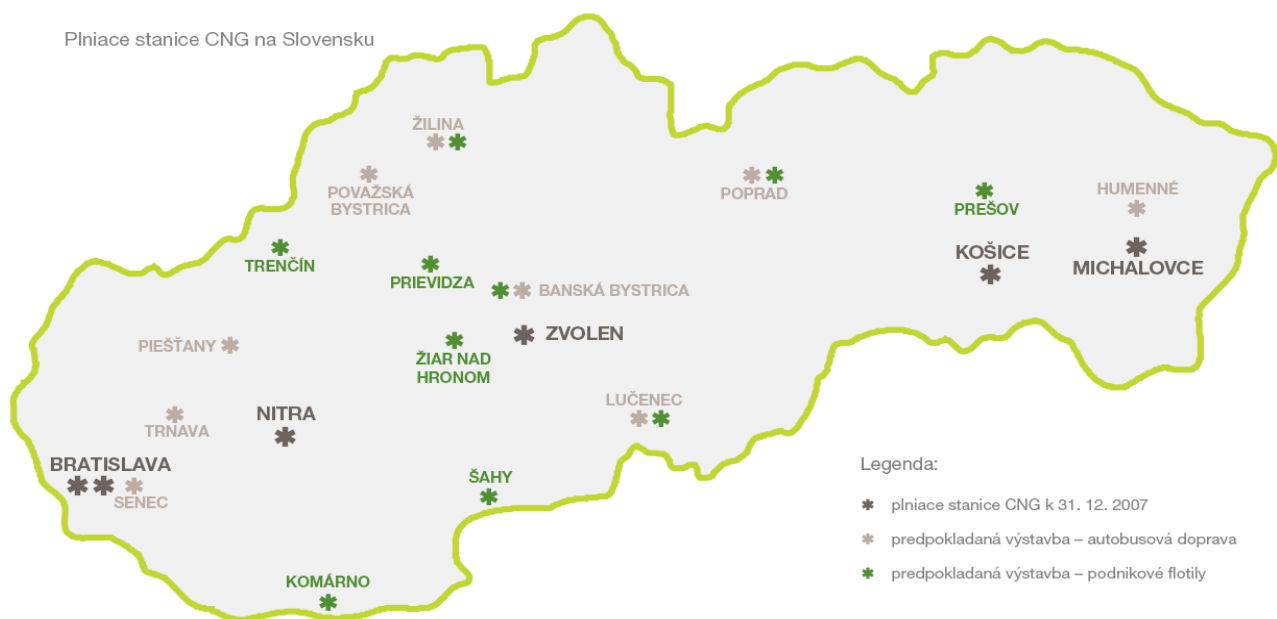 Plniace stanice CNG na Slovensku
ŽILINA
POVAŽSKÁ
BYSTRICA
POPRAD
PREŠOV
HUMENNÉ
TRENČÍN
PRIEVIDZA
KOŠICE
MICHALOVCE
BANSKÁ BYSTRICA
PIEŠŤANY
ZVOLEN
ŽIAR NAD
HRONOM
TRNAVA
NITRA
LUČENEC
BRATISLAVA
SENEC
ŠAHY
KOMÁRNO
Legenda:
plniace stanice CNG k 31. 12. 2007
predpokladaná výstavba – autobusová doprava
predpokladaná výstavba – podnikové flotily